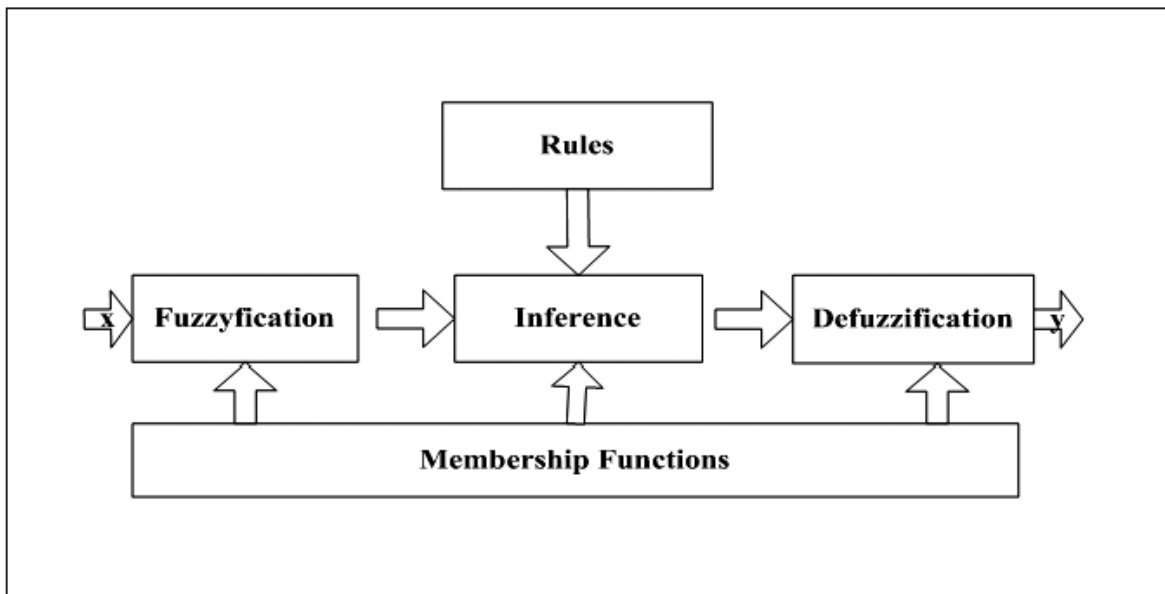 Rules
x
Fuzzyfication
Inference
Defuzzification
y
Membership Functions